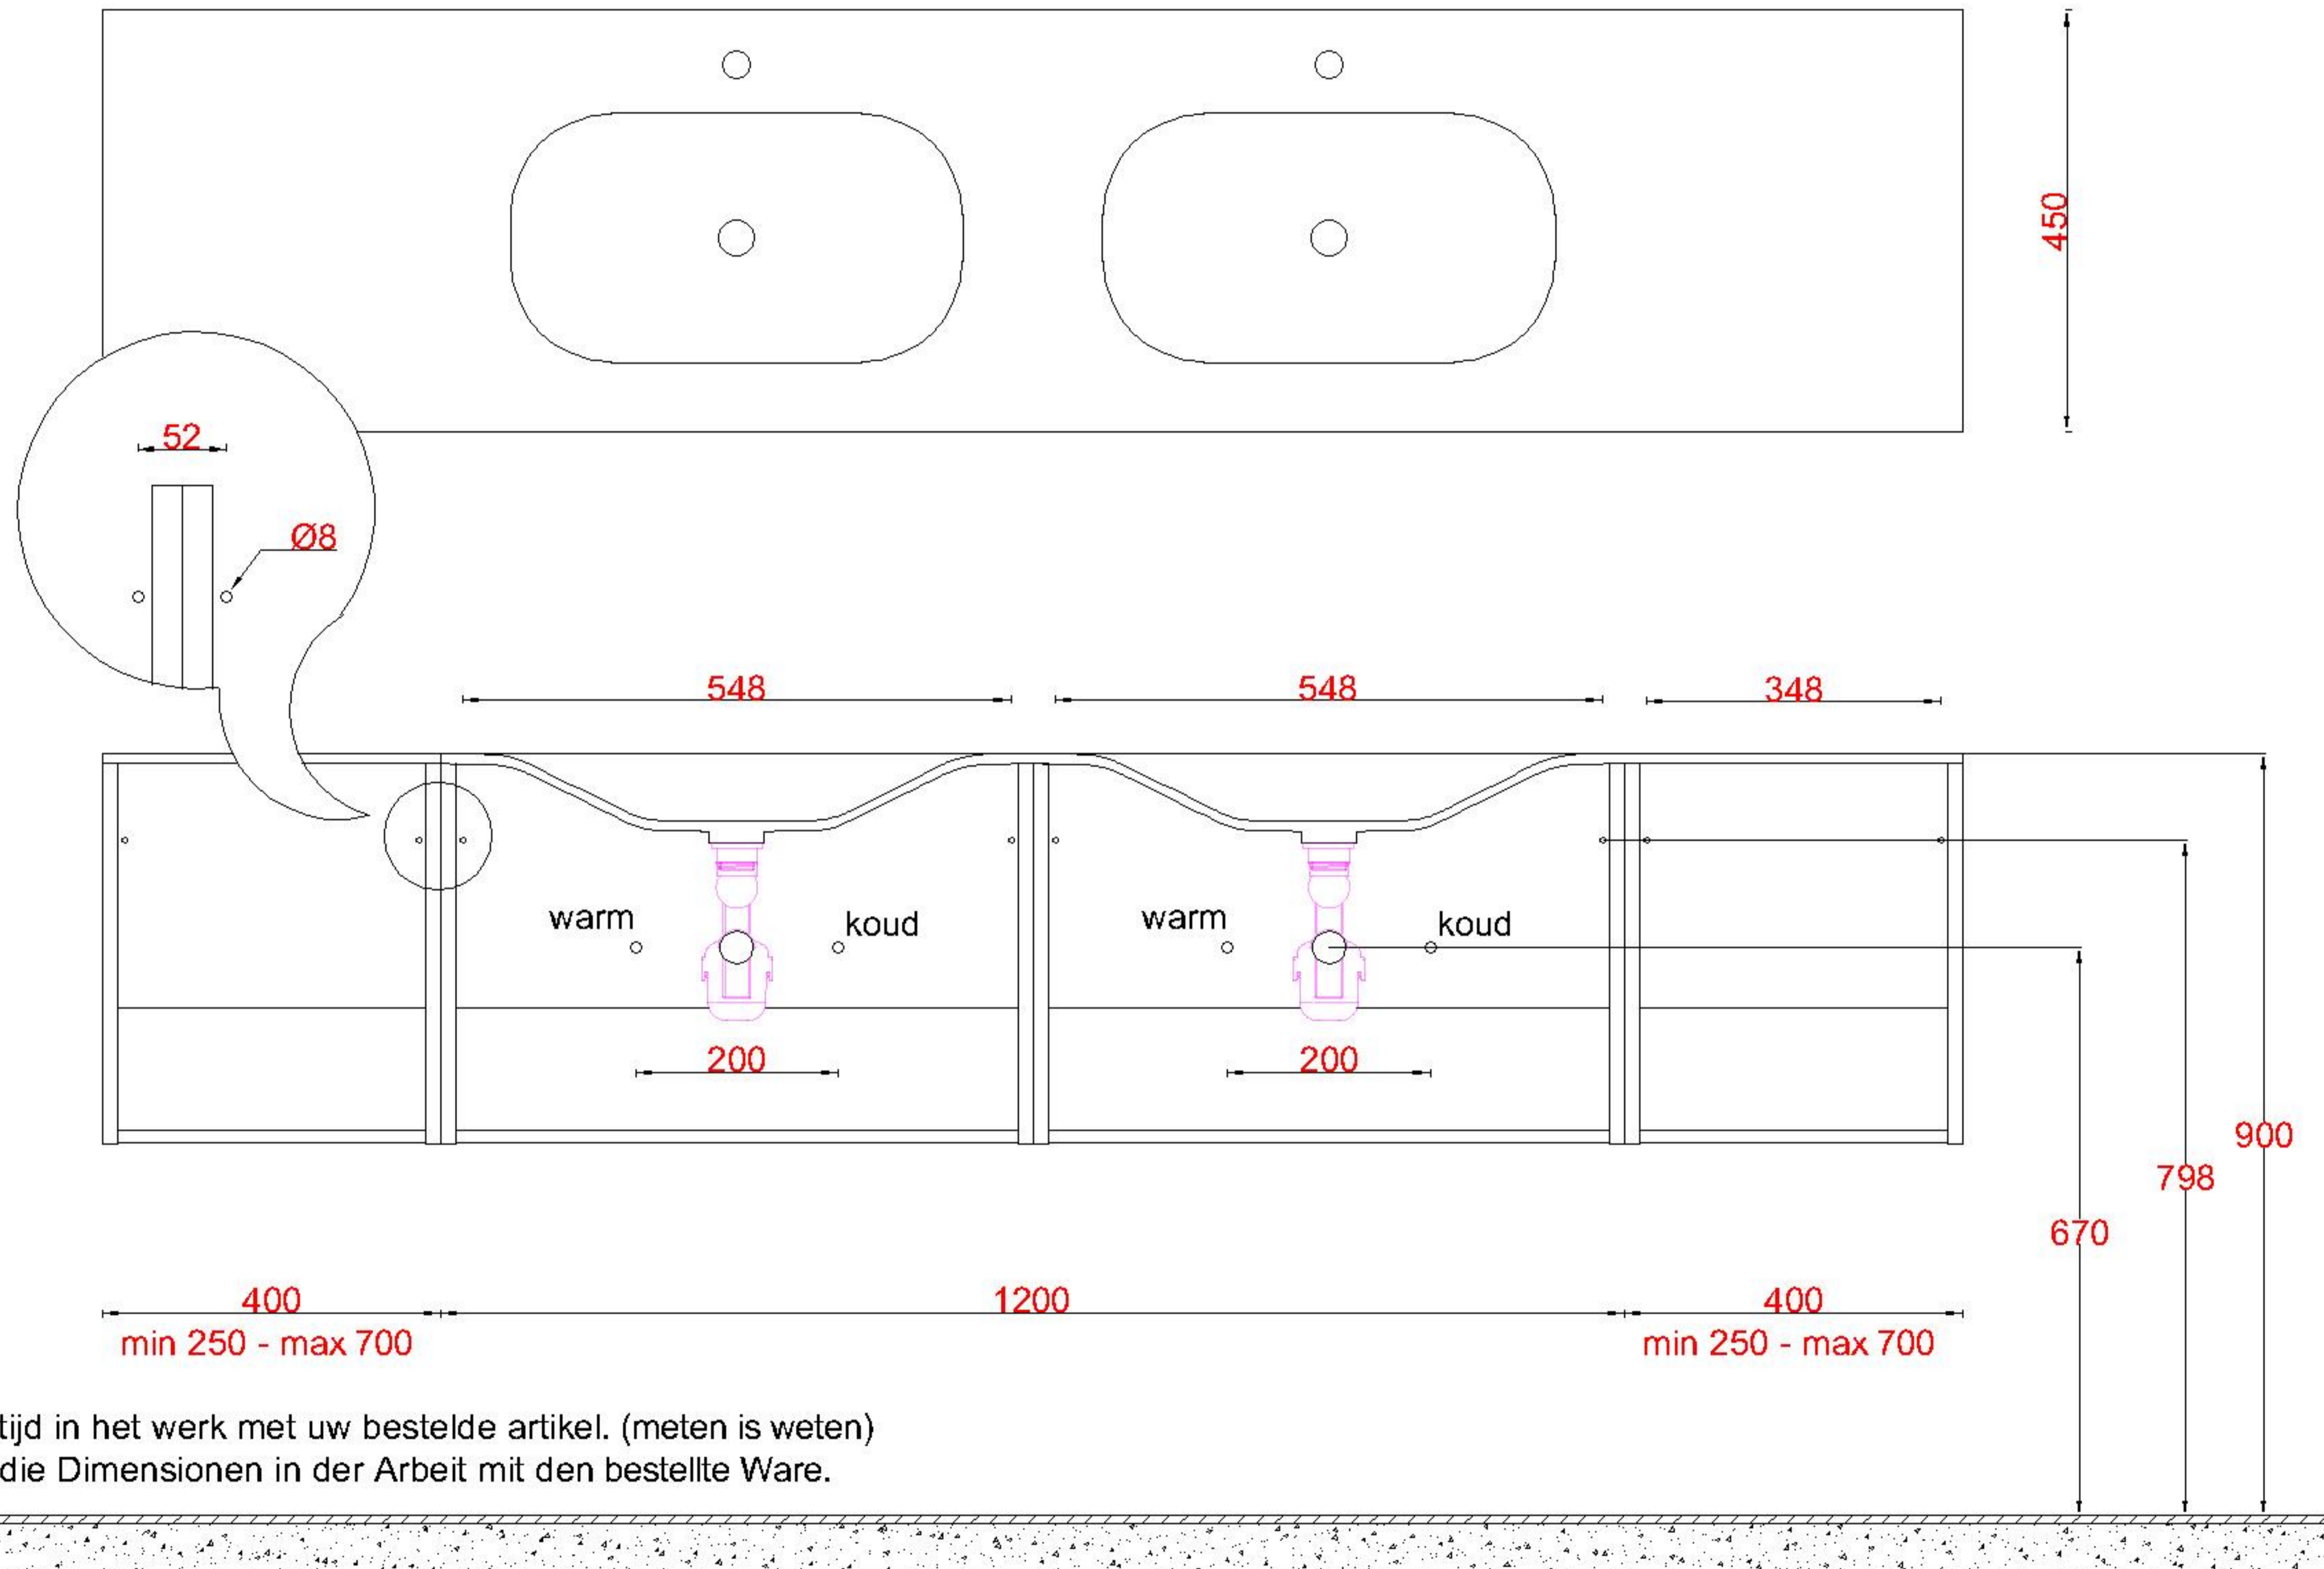 450
52
Ø8
548 548 348
warm koud warm koud
200 200
900
798
670
400 1200 400
min 250 - max 700 min 250 - max 700
tijd in het werk met uw bestelde artikel. (meten is weten)
die Dimensionen in der Arbeit mit den bestellte Ware.